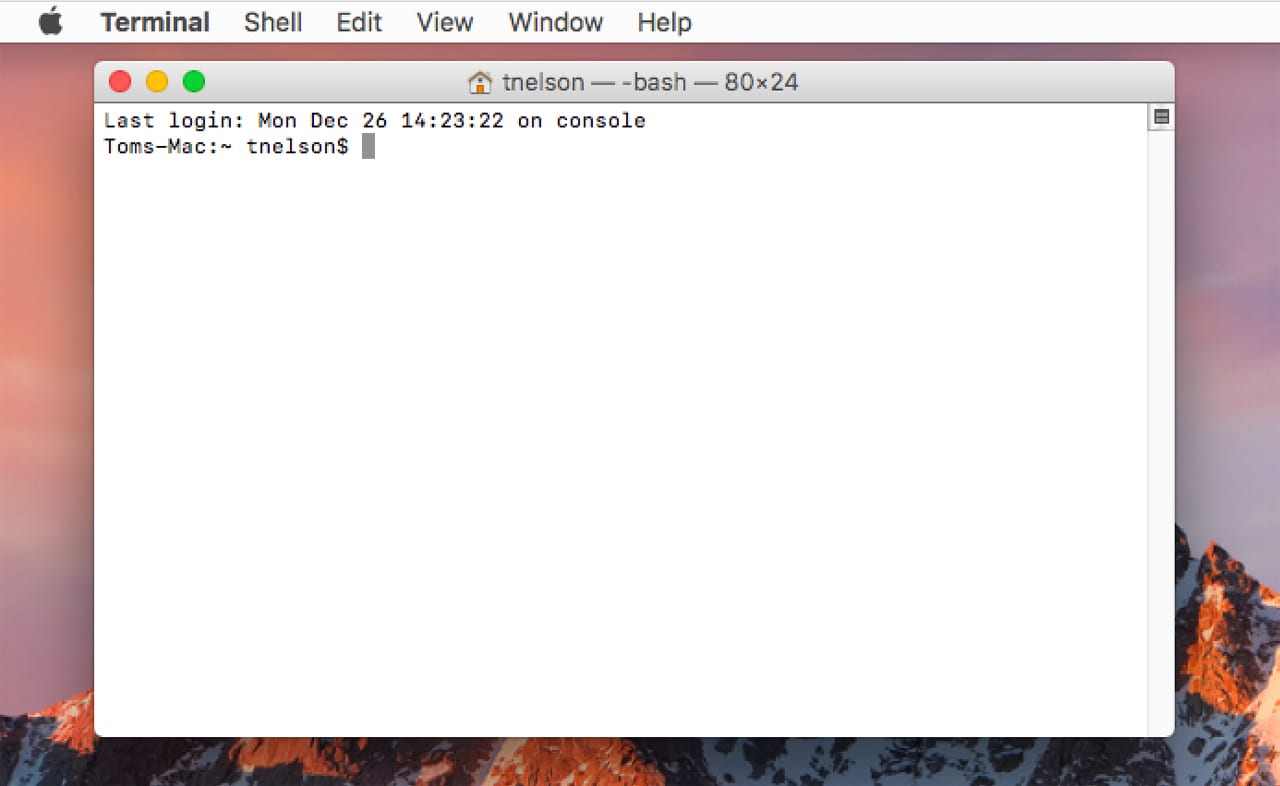 Terminal Shell Edit View Window Help
tnelson — -bash — 80×24
Last login: Mon Dec 26 14:23:22 on console
Toms-Mac:~ tnelson$